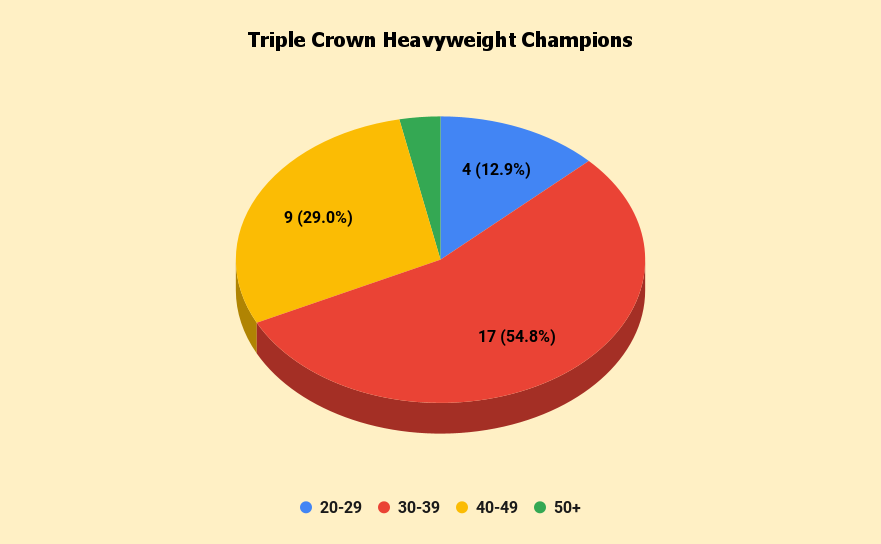 Triple Crown Heavyweight Champions
4 (12.9%)
9 (29.0%)
17 (54.8%)
20-29 30-39 40-49 50+